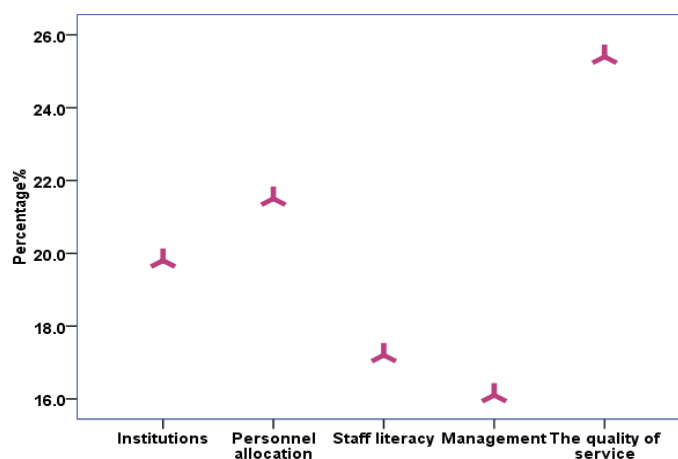 26.0
24.0
22.0
20.0
18.0
16.0
Percentage%
Institutions
Personnel
allocation
Staff literacy
Management
The quality of
service